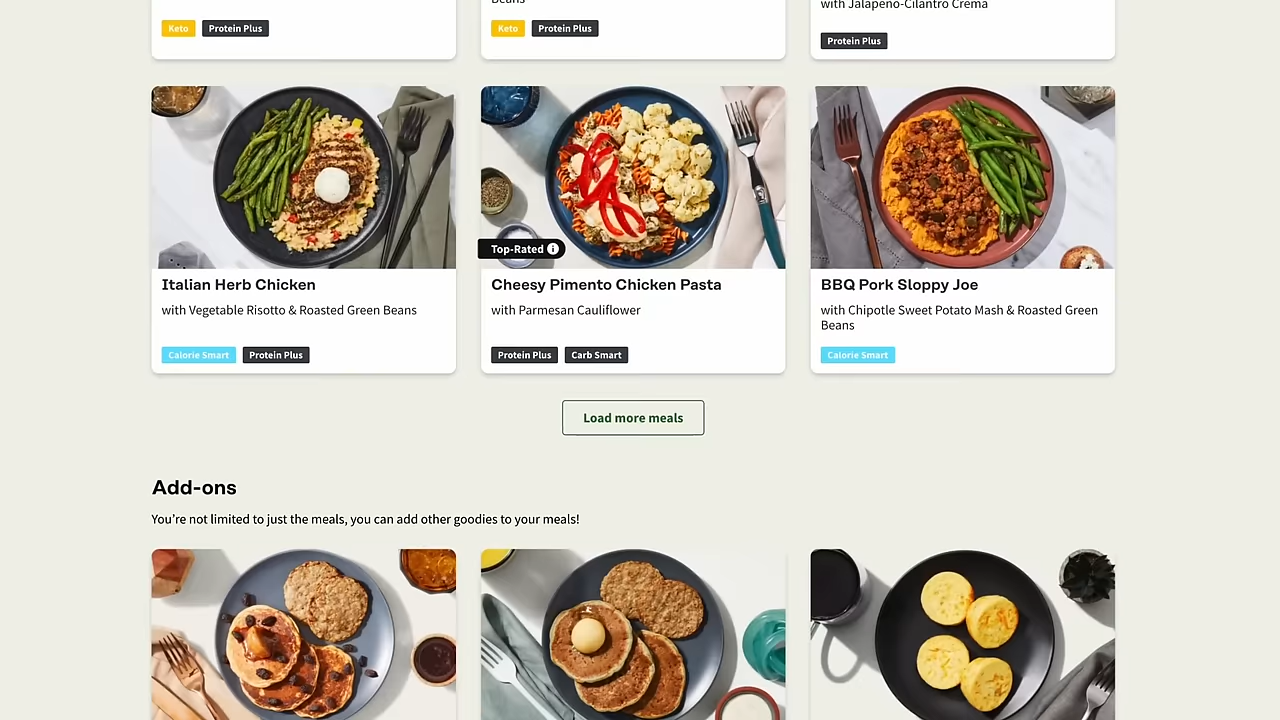 Beans
with Jalapeño-Cilantro Crema
Keto Protein Plus
Keto Protein Plus
Protein Plus
Top-Rated
Italian Herb Chicken
with Vegetable Risotto & Roasted Green Beans
Calorie Smart Protein Plus
Cheesy Pimento Chicken Pasta
with Parmesan Cauliflower
Protein Plus Carb Smart
BBQ Pork Sloppy Joe
with Chipotle Sweet Potato Mash & Roasted Green
Beans
Calorie Smart
Load more meals
Add-ons
You're not limited to just the meals, you can add other goodies to your meals!